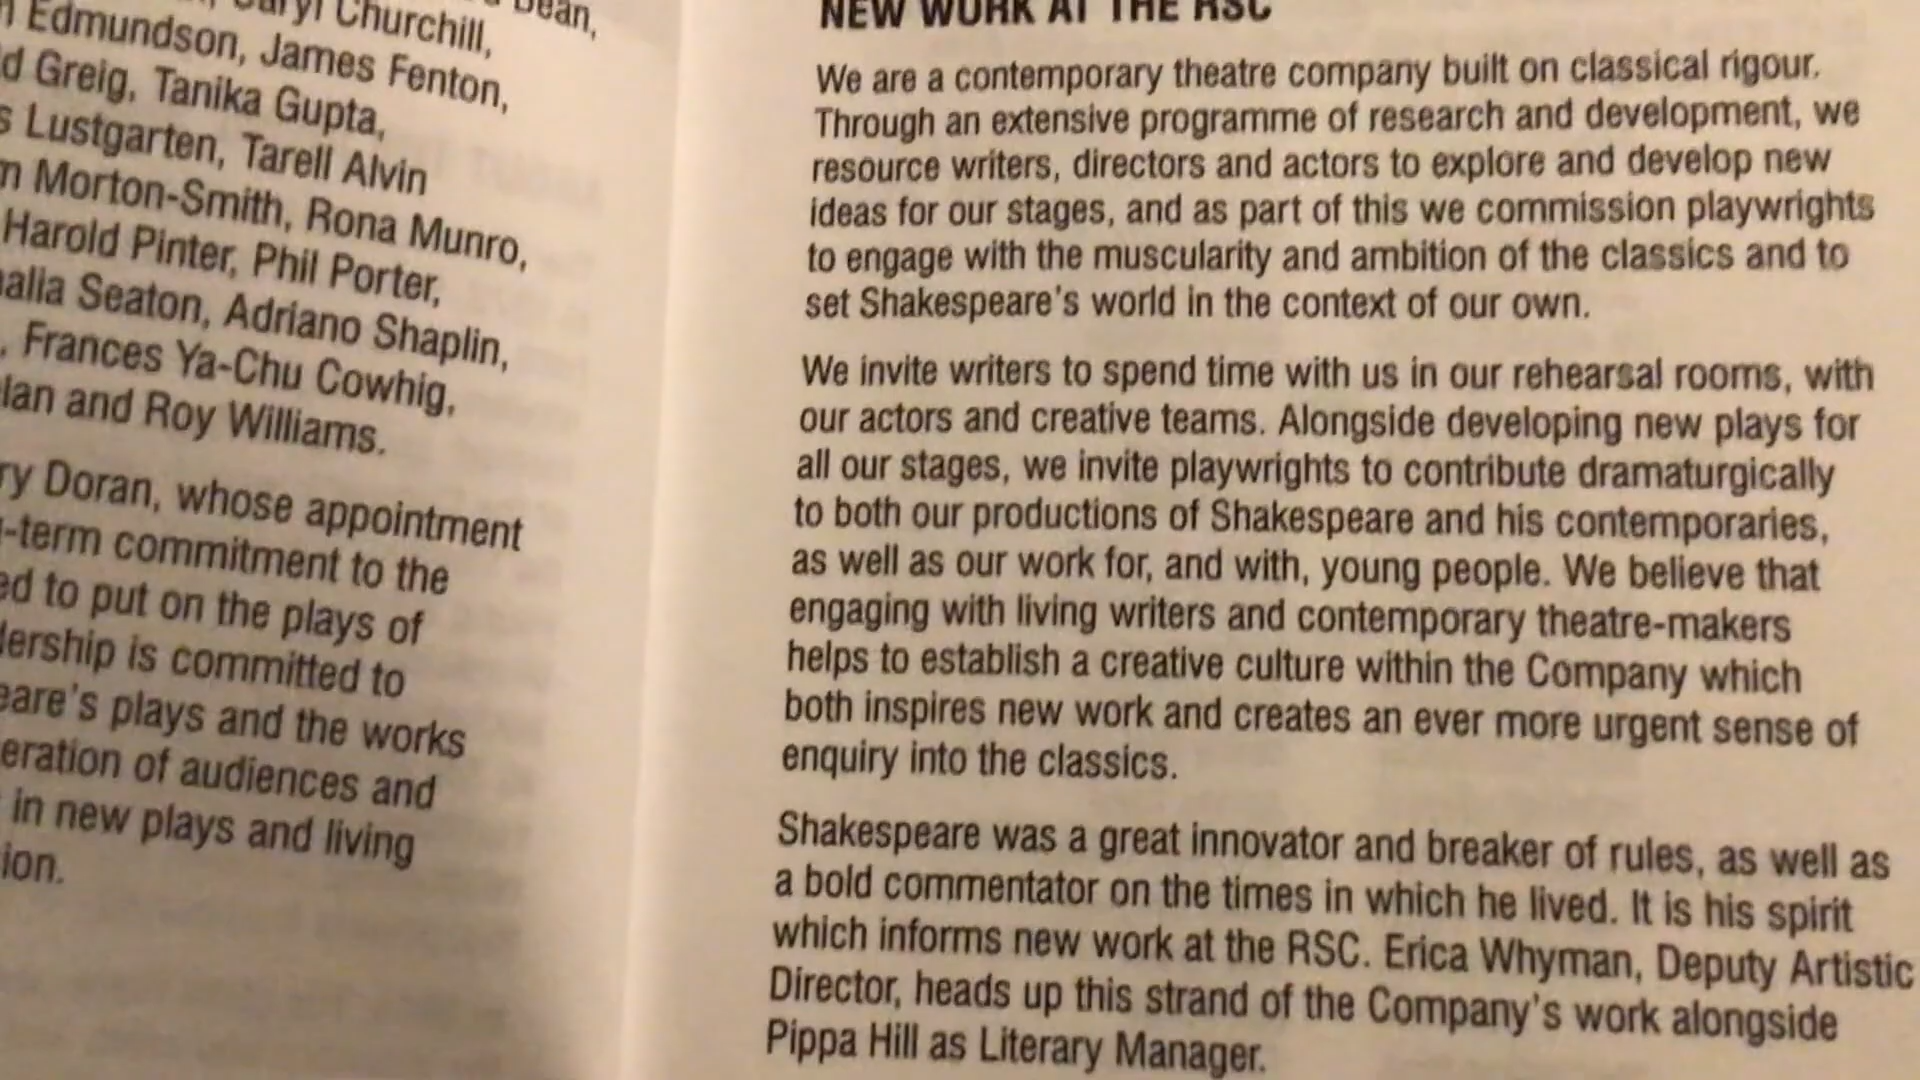 Churchill,
Edmundson, James Fenton,
Greig, Tanika Gupta,
Lustgarten, Tarell Alvin
Morton-Smith, Rona Munro,
Harold Pinter, Phil Porter,
Seaton, Adriano Shaplin,
Frances Ya-Chu Cowhig,
and Roy Williams.
Doran, whose appointment
-term commitment to the
to put on the plays of
is committed to
plays and the works
of audiences and
in new plays and living
NEW WORK AT THE RSC
We are a contemporary theatre company built on classical rigour.
Through an extensive programme of research and development, we
resource writers, directors and actors to explore and develop new
ideas for our stages, and as part of this we commission playwrights
to engage with the muscularity and ambition of the classics and to
set Shakespeare's world in the context of our own.
We invite writers to spend time with us in our rehearsal rooms, with
our actors and creative teams. Alongside developing new plays for
all our stages, we invite playwrights to contribute dramaturgically
to both our productions of Shakespeare and his contemporaries,
as well as our work for, and with, young people. We believe that
engaging with living writers and contemporary theatre-makers
helps to establish a creative culture within the Company which
both inspires new work and creates an ever more urgent sense of
enquiry into the classics.
Shakespeare was a great innovator and breaker of rules, as well as
a bold commentator on the times in which he lived. It is his spirit
which informs new work at the RSC. Erica Whyman, Deputy Artistic
Director, heads up this strand of the Company's work alongside
Pippa Hill as Literary Manager.